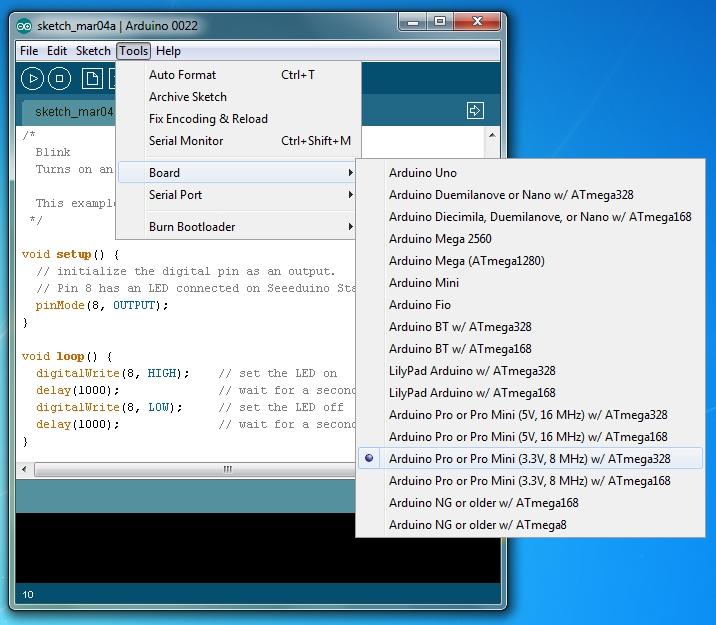 sketch_mar04a | Arduino 0022
File Edit Sketch Tools Help
Auto Format Ctrl+T
Archive Sketch
Fix Encoding & Reload
Serial Monitor Ctrl+Shift+M
Board
Serial Port
Burn Bootloader
Arduino Uno
Arduino Duemilanove or Nano w/ ATmega328
Arduino Diecimila, Duemilanove, or Nano w/ ATmega168
Arduino Mega 2560
Arduino Mega (ATmega1280)
Arduino Mini
Arduino Fio
Arduino BT w/ ATmega328
Arduino BT w/ ATmega168
LilyPad Arduino w/ ATmega328
LilyPad Arduino w/ ATmega168
Arduino Pro or Pro Mini (5V, 16 MHz) w/ ATmega328
Arduino Pro or Pro Mini (5V, 16 MHz) w/ ATmega168
Arduino Pro or Pro Mini (3.3V, 8 MHz) w/ ATmega328
Arduino Pro or Pro Mini (3.3V, 8 MHz) w/ ATmega168
Arduino NG or older w/ ATmega168
Arduino NG or older w/ ATmega8
sketch_mar04
/*
Blink
Turns on an
This example
*/
void setup() {
// initialize the digital pin as an output.
// Pin 8 has an LED connected on Seeeduino Sta
pinMode(8, OUTPUT);
}
void loop() {
digitalWrite(8, HIGH); // set the LED on
delay(1000); // wait for a second
digitalWrite(8, LOW); // set the LED off
delay(1000); // wait for a second
}
10